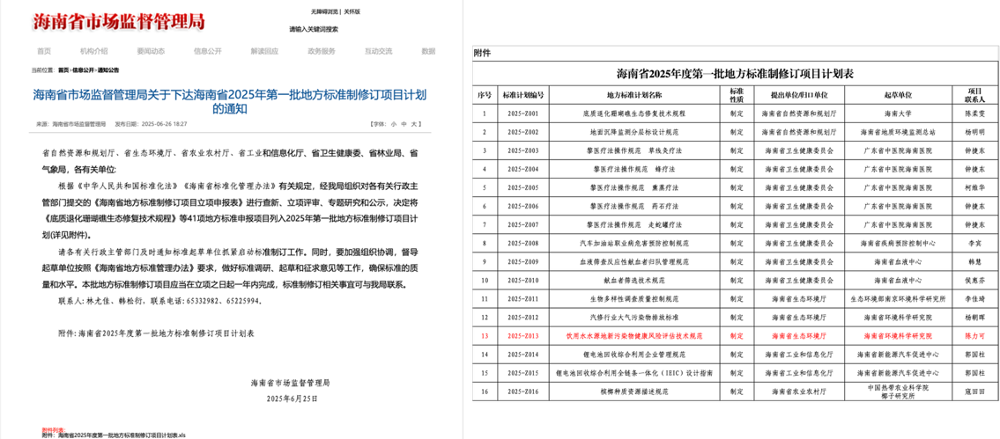 无障碍浏览 | 关怀版
海南省市场监督管理局
请输入关键词搜索
首页 机构介绍 要闻动态 信息公开 解读回应 政务服务 互动交流 数据
当前位置: 首页>信息公开>通知公告
海南省市场监督管理局关于下达海南省2025年第一批地方标准制修订项目计划
的通知
来源: 海南省市场监督管理局 发布日期: 2025-06-26 18:27 【字体: 小 中 大 】
省自然资源和规划厅、省生态环境厅、省农业农村厅、省工业和信息化厅、省卫生健康委、省林业局、省
气象局，各有关单位:
根据《中华人民共和国标准化法》《海南省标准化管理办法》有关规定，经我局组织对各有关行政主
管部门提交的《海南省地方标准制修订项目立项申报表》进行查新、立项评审、专题研究和公示，决定将
《底质退化珊瑚礁生态修复技术规程》等41项地方标准申报项目列入2025年第一批地方标准制修订项目计
划(详见附件)。
请各有关行政主管部门及时通知标准起草单位抓紧启动标准制订工作。同时，要加强组织协调，督导
起草单位按照《海南省地方标准管理办法》要求，做好标准调研、起草和征求意见等工作，确保标准的质
量和水平。本批地方标准制修订项目应当在立项之日起一年内完成，标准制修订相关事宜可与我局联系。
联系人: 林尤佳、韩松衍，联系电话: 65332982、65225994。
附件: 海南省2025年度第一批地方标准制修订项目计划表
海南省市场监督管理局
2025年6月25日
附件列表:
附件: 海南省2025年度第一批地方标准制修订项目计划表.xls
附件
海南省2025年度第一批地方标准制修订项目计划表
序号 标准计划编号 地方标准计划名称 标准性质 提出单位/归口单位 起草单位 项目联系人
1 2025-Z001 底质退化珊瑚礁生态修复技术规程 制定 海南省自然资源和规划厅 海南大学 陈柔雯
2 2025-Z002 地面沉降监测分层标设计规范 制定 海南省自然资源和规划厅 海南省地质环境监测总站 杨明明
3 2025-Z003 黎医疗法操作规范 草线灸疗法 制定 海南省卫生健康委员会 广东省中医院海南医院 钟捷东
4 2025-Z004 黎医疗法操作规范 蜂疗法 制定 海南省卫生健康委员会 广东省中医院海南医院 钟捷东
5 2025-Z005 黎医疗法操作规范 熏蒸疗法 制定 海南省卫生健康委员会 广东省中医院海南医院 柯维华
6 2025-Z006 黎医疗法操作规范 药石疗法 制定 海南省卫生健康委员会 广东省中医院海南医院 钟捷东
7 2025-Z007 黎医疗法操作规范 走蛇罐疗法 制定 海南省卫生健康委员会 广东省中医院海南医院 钟捷东
8 2025-Z008 汽车加油站职业病危害预防控制规范 制定 海南省卫生健康委员会 海南省疾病预防控制中心 李宾
9 2025-Z009 血液筛查反应性献血者归队管理规范 制定 海南省卫生健康委员会 海南省血液中心 韩慧
10 2025-Z010 献血者筛选技术规范 制定 海南省卫生健康委员会 海南省血液中心 侯惠芬
11 2025-Z011 生物多样性调查质量控制规范 制定 海南省生态环境厅 生态环境部南京环境科学研究所 李佳琦
12 2025-Z012 汽修行业大气污染物排放标准 制定 海南省生态环境厅 海南省环境科学研究院 杨朝晖
13 2025-Z013 饮用水水源地新污染物健康风险评估技术规范 制定 海南省生态环境厅 海南省环境科学研究院 陈力可
14 2025-Z014 锂电池回收综合利用企业管理规范 制定 海南省工业和信息化厅 海南省新能源汽车促进中心 郭国柱
15 2025-Z015 锂电池回收综合利用全链条一体化（IEIC）设计指南 制定 海南省工业和信息化厅 海南省新能源汽车促进中心 郭国柱
16 2025-Z016 槟榔种质资源描述规范 制定 海南省农业农村厅 中国热带农业科学院椰子研究所 寇田田